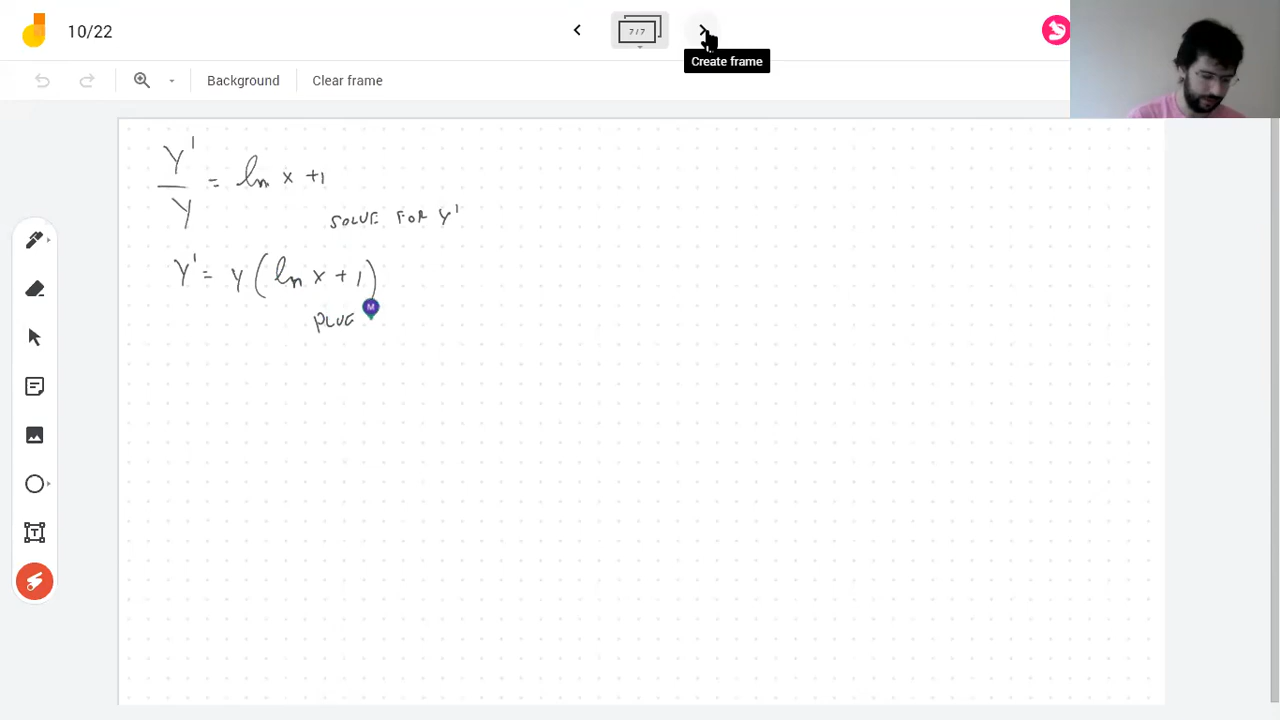 10/22
7/7
Create frame
Background
Clear frame
Y'
/
Y
= ln x +1
SOLVE FOR Y'
Y' = Y (ln x + 1)
M
PLUG
T